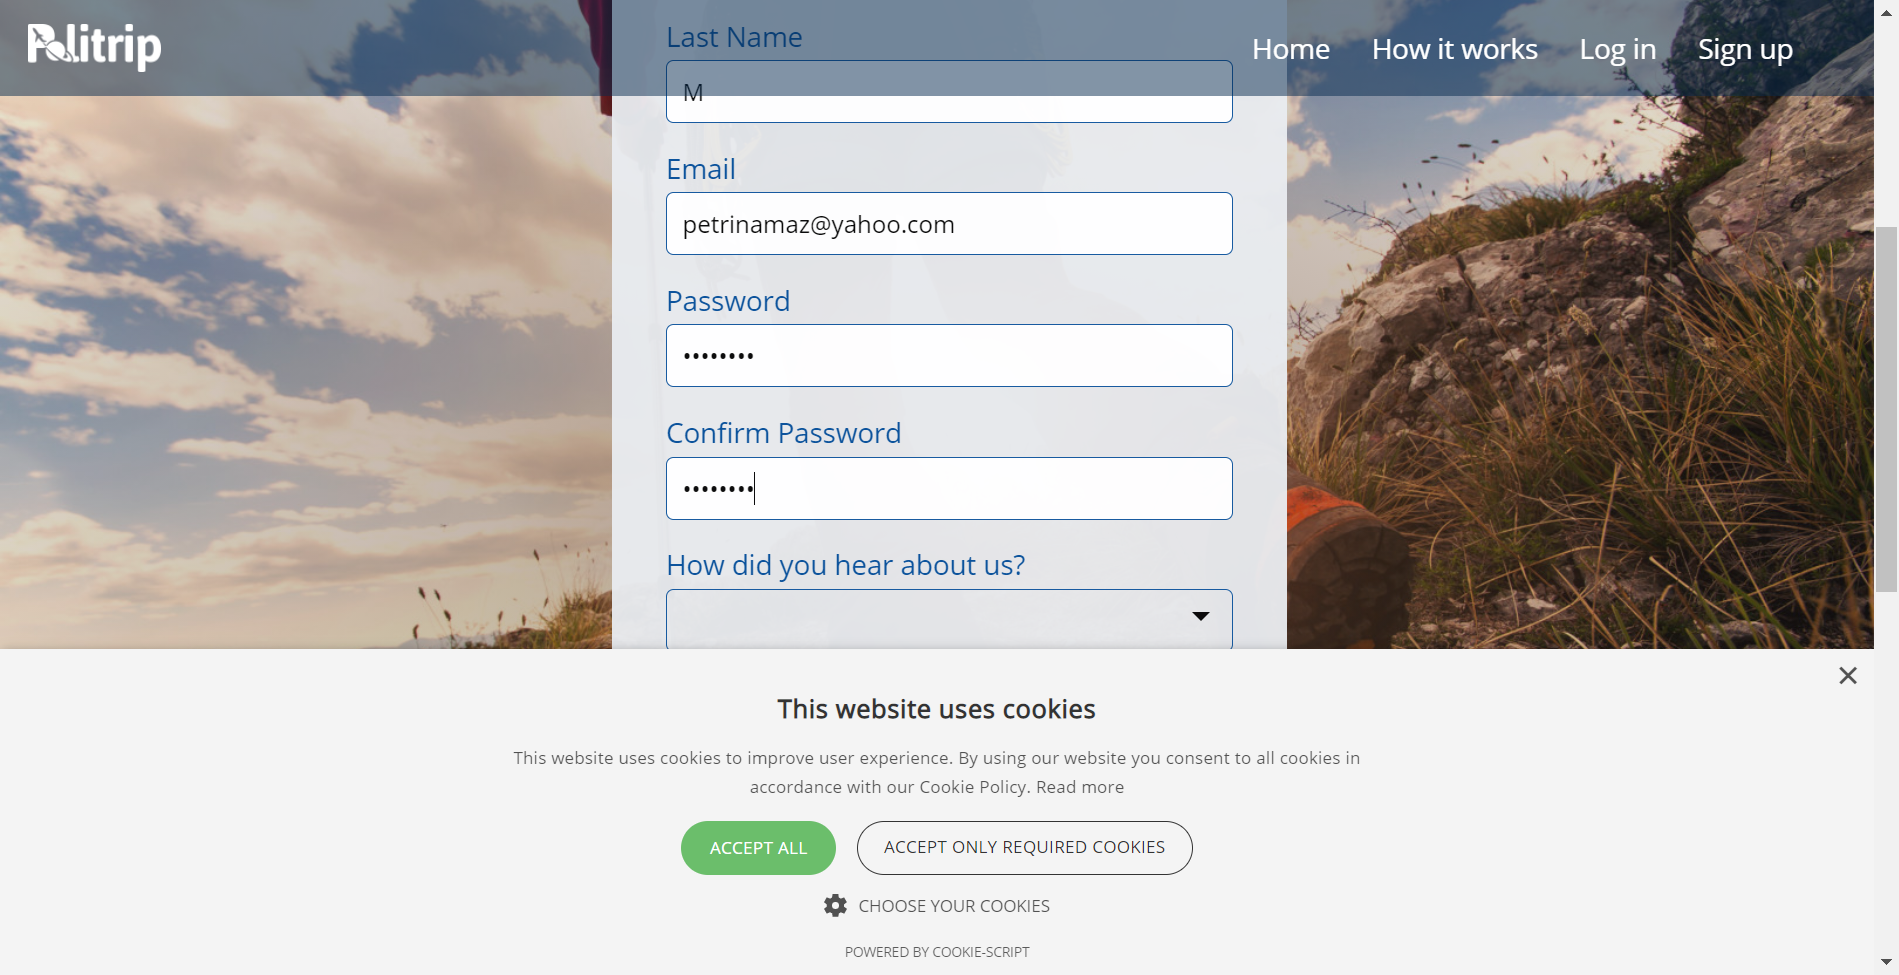 Politrip
Home How it works Log in Sign up
Last Name
M
Email
petrinamaz@yahoo.com
Password
••••••••
Confirm Password
••••••••
How did you hear about us?
This website uses cookies
This website uses cookies to improve user experience. By using our website you consent to all cookies in
accordance with our Cookie Policy. Read more
ACCEPT ALL
ACCEPT ONLY REQUIRED COOKIES
CHOOSE YOUR COOKIES
POWERED BY COOKIE-SCRIPT